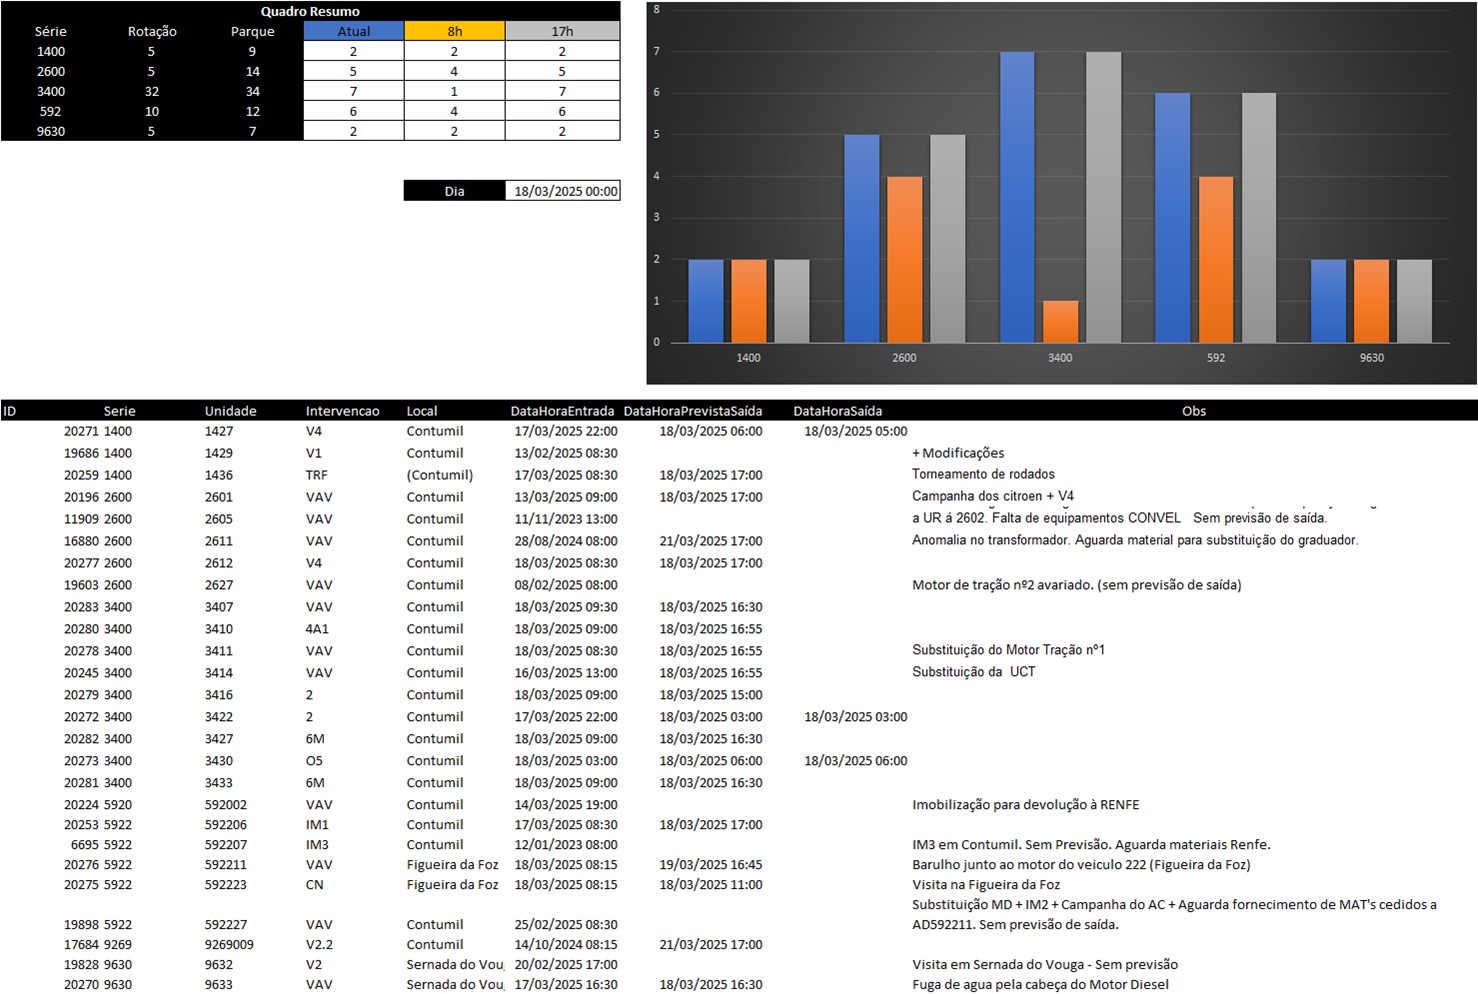 Quadro Resumo
Série Rotação Parque Atual 8h 17h
1400 5 9 2 2 2
2600 5 14 5 4 5
3400 32 34 7 1 7
592 10 12 6 4 6
9630 5 7 2 2 2
Dia 18/03/2025 00:00
8
7
6
5
4
3
2
1
0
1400 2600 3400 592 9630
ID Serie Unidade Intervencao Local DataHoraEntrada DataHoraPrevistaSaída DataHoraSaída Obs
20271 1400 1427 V4 Contumil 17/03/2025 22:00 18/03/2025 06:00 18/03/2025 05:00
19686 1400 1429 V1 Contumil 13/02/2025 08:30 + Modificações
20259 1400 1436 TRF (Contumil) 17/03/2025 08:30 18/03/2025 17:00 Torneamento de rodados
20196 2600 2601 VAV Contumil 13/03/2025 09:00 18/03/2025 17:00 Campanha dos citroen + V4
11909 2600 2605 VAV Contumil 11/11/2023 13:00 a UR á 2602. Falta de equipamentos CONVEL Sem previsão de saída.
16880 2600 2611 VAV Contumil 28/08/2024 08:00 21/03/2025 17:00 Anomalia no transformador. Aguarda material para substituição do graduador.
20277 2600 2612 V4 Contumil 18/03/2025 08:30 18/03/2025 17:00
19603 2600 2627 VAV Contumil 08/02/2025 08:00 Motor de tração nº2 avariado. (sem previsão de saída)
20283 3400 3407 VAV Contumil 18/03/2025 09:30 18/03/2025 16:30
20280 3400 3410 4A1 Contumil 18/03/2025 09:00 18/03/2025 16:55
20278 3400 3411 VAV Contumil 18/03/2025 08:30 18/03/2025 16:55 Substituição do Motor Tração nº1
20245 3400 3414 VAV Contumil 16/03/2025 13:00 18/03/2025 16:55 Substituição da UCT
20279 3400 3416 2 Contumil 18/03/2025 09:00 18/03/2025 15:00
20272 3400 3422 2 Contumil 17/03/2025 22:00 18/03/2025 03:00 18/03/2025 03:00
20282 3400 3427 6M Contumil 18/03/2025 09:00 18/03/2025 16:30
20273 3400 3430 O5 Contumil 18/03/2025 03:00 18/03/2025 06:00 18/03/2025 06:00
20281 3400 3433 6M Contumil 18/03/2025 09:00 18/03/2025 16:30
20224 5920 592002 VAV Contumil 14/03/2025 19:00 Imobilização para devolução à RENFE
20253 5922 592206 IM1 Contumil 17/03/2025 08:30 18/03/2025 17:00
6695 5922 592207 IM3 Contumil 12/01/2023 08:00 IM3 em Contumil. Sem Previsão. Aguarda materiais Renfe.
20276 5922 592211 VAV Figueira da Foz 18/03/2025 08:15 19/03/2025 16:45 Barulho junto ao motor do veiculo 222 (Figueira da Foz)
20275 5922 592223 CN Figueira da Foz 18/03/2025 08:15 18/03/2025 11:00 Visita na Figueira da Foz
Substituição MD + IM2 + Campanha do AC + Aguarda fornecimento de MAT's cedidos a
19898 5922 592227 VAV Contumil 25/02/2025 08:30 AD592211. Sem previsão de saída.
17684 9269 9269009 V2.2 Contumil 14/10/2024 08:15 21/03/2025 17:00
19828 9630 9632 V2 Sernada do Vou 20/02/2025 17:00 Visita em Sernada do Vouga - Sem previsão
20270 9630 9633 VAV Sernada do Vou 17/03/2025 16:30 18/03/2025 16:30 Fuga de agua pela cabeça do Motor Diesel